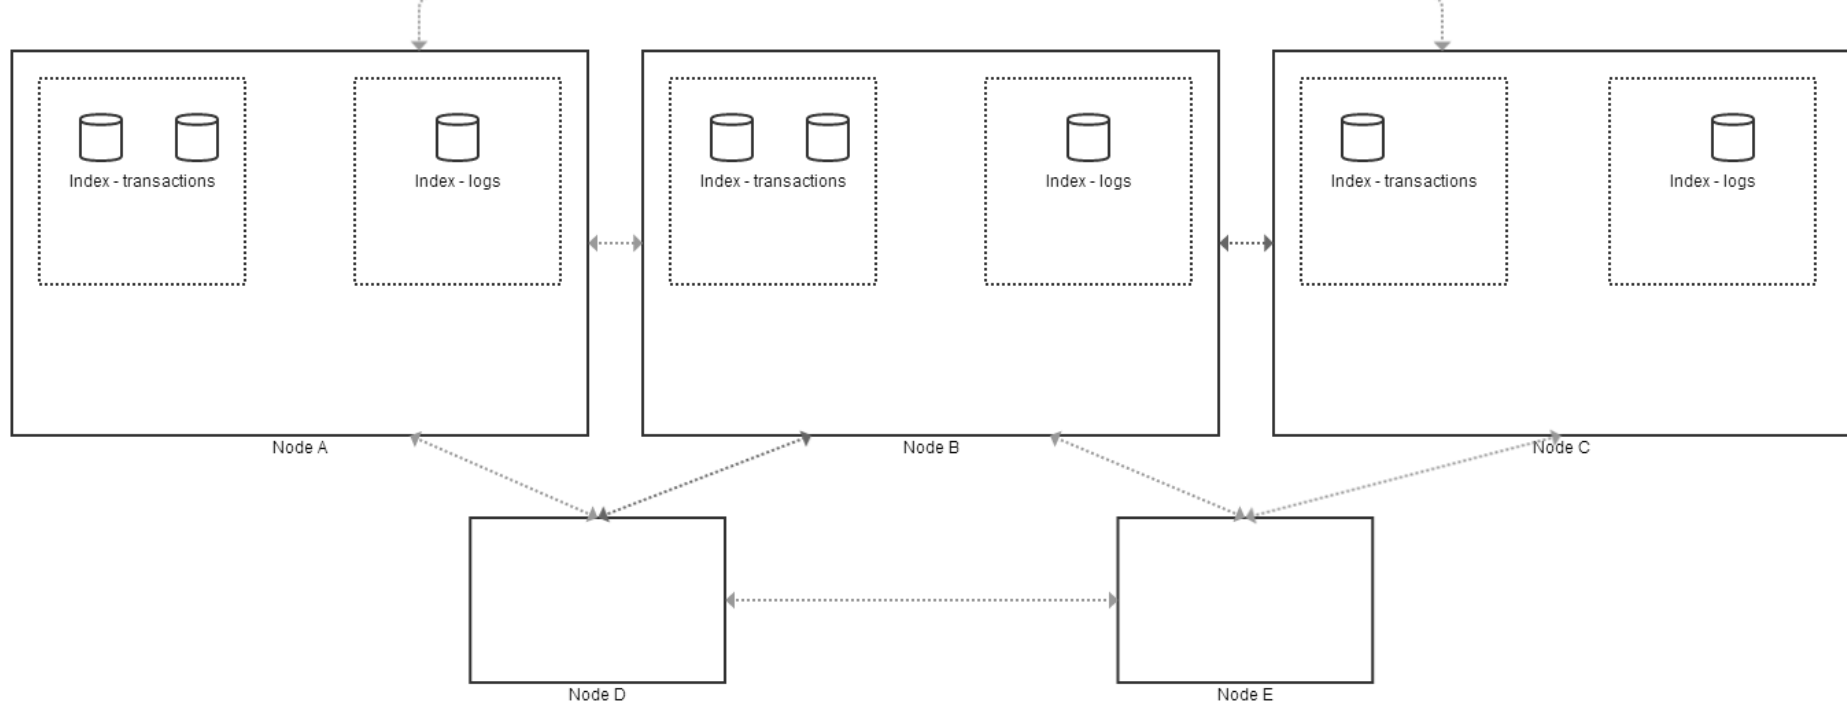 Index - transactions
Index - logs
Index - transactions
Index - logs
Index - transactions
Index - logs
Node A
Node B
Node C
Node D
Node E